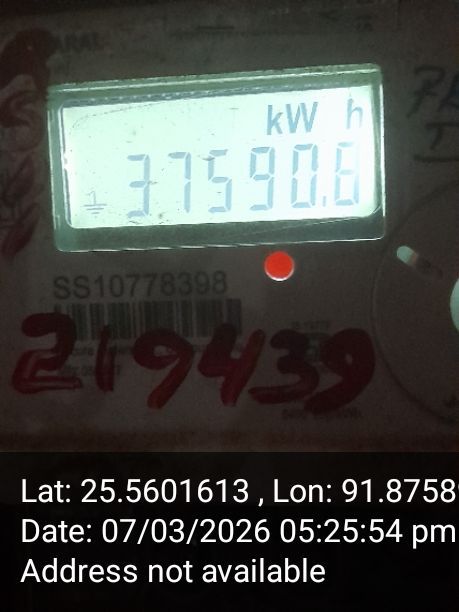 kW h
37590.8
SS10778398
219439
Lat: 25.5601613 , Lon: 91.8758
Date: 07/03/2026 05:25:54 pm
Address not available